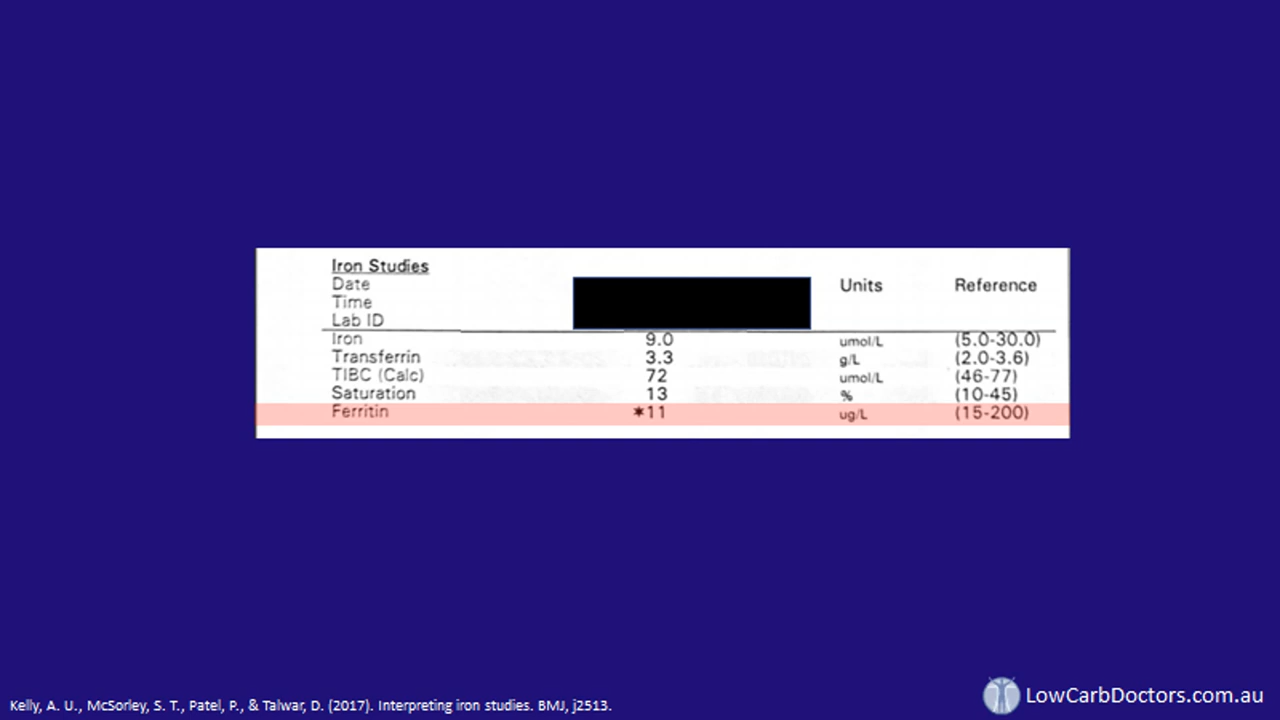 Iron Studies
Date Units Reference
Time
Lab ID
Iron 9.0 umol/L (5.0-30.0)
Transferrin 3.3 g/L (2.0-3.6)
TIBC (Calc) 72 umol/L (46-77)
Saturation 13 % (10-45)
Ferritin *11 ug/L (15-200)
Kelly, A. U., McSorley, S. T., Patel, P., & Talwar, D. (2017). Interpreting iron studies. BMJ, j2513.
LowCarbDoctors.com.au